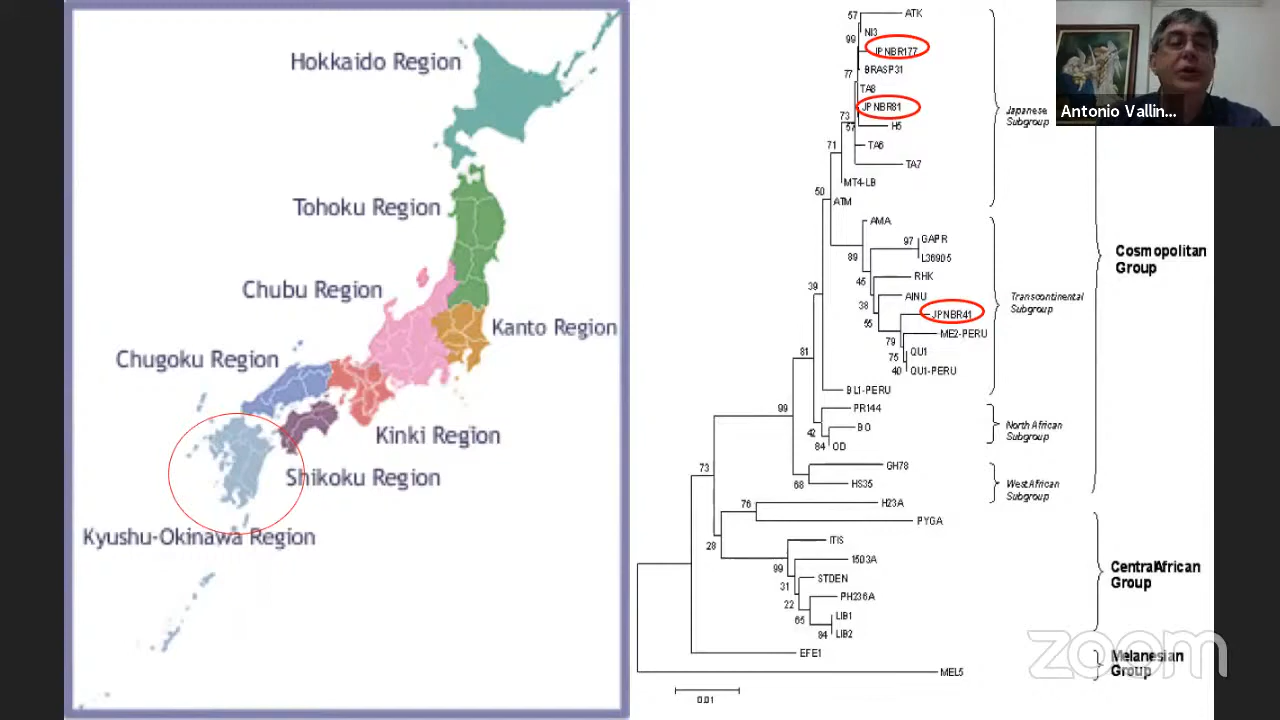 Hokkaido Region
Tohoku Region
Chubu Region
Kanto Region
Chugoku Region
Kinki Region
Shikoku Region
Kyushu-Okinawa Region
57
ATK
99
NI3
JPNBR177
77
BRASP31
TA8
JPNBR81
73
57
H5
71
TA6
TA7
MT4-LB
50
ATM
AMA
97
GAPR
89
L36905
45
RHK
39
38
AINU
55
JPNBR41
79
ME2-PERU
75
QU1
81
40
QU1-PERU
BL1-PERU
99
PR144
42
BO
84
OD
73
GH78
68
HS35
76
H23A
PYGA
28
ITIS
99
1503A
31
STDEN
22
PH236A
65
LIB1
94
LIB2
EFE1
MEL5
0.01
Japanese
Subgroup
Transcontinental
Subgroup
North African
Subgroup
West African
Subgroup
Cosmopolitan
Group
Central African
Group
Melanesian
Group
Antonio Vallin...
zoom